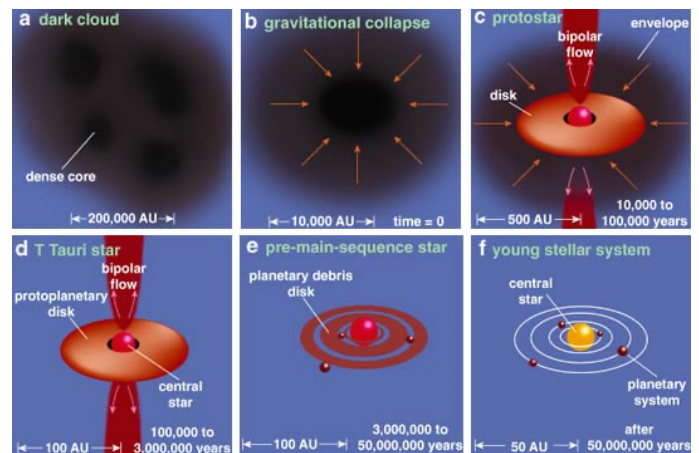 a dark cloud
dense core
200,000 AU
b gravitational collapse
10,000 AU
time = 0
c protostar
envelope
bipolar
flow
disk
500 AU
10,000 to
100,000 years
d T Tauri star
bipolar
flow
protoplanetary
disk
central
star
100 AU
100,000 to
3,000,000 years
e pre-main-sequence star
planetary debris
disk
100 AU
3,000,000 to
50,000,000 years
f young stellar system
central
star
planetary
system
50 AU
after
50,000,000 years